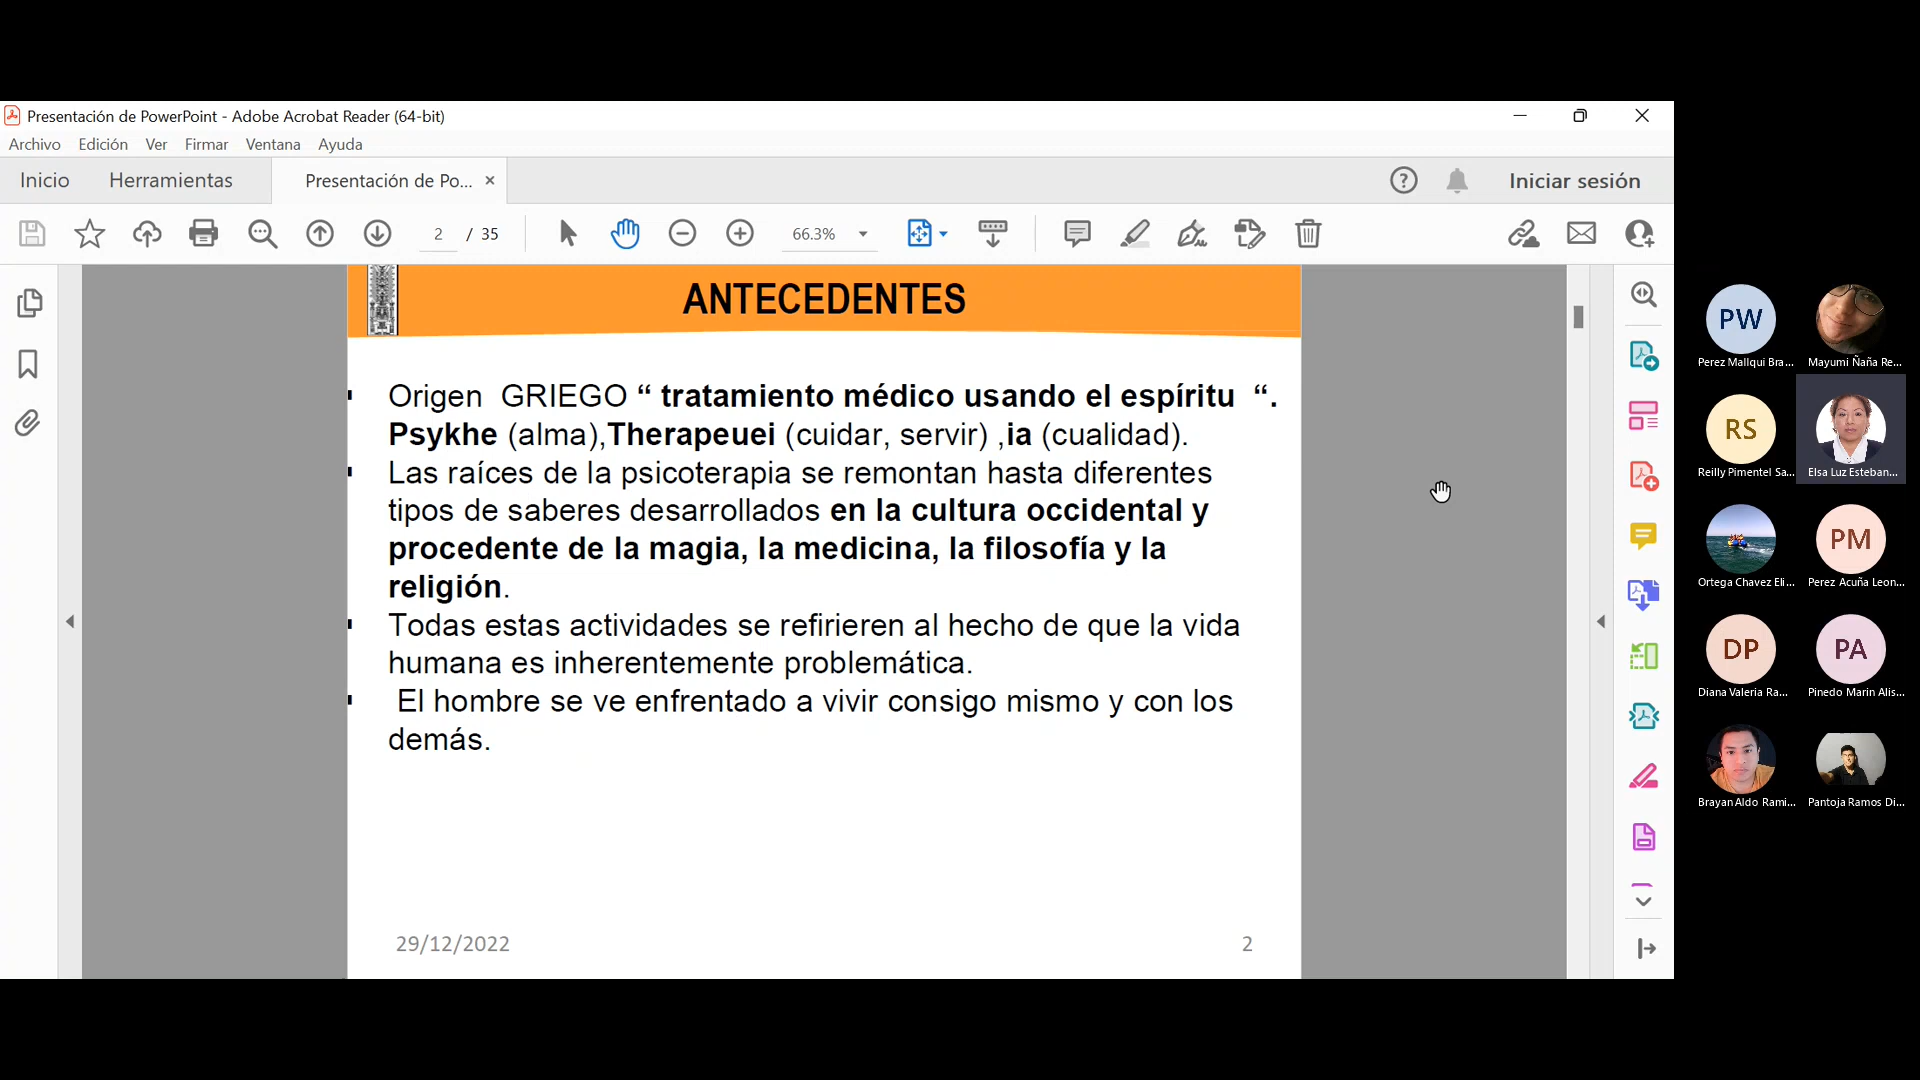 Presentación de PowerPoint - Adobe Acrobat Reader (64-bit)
Archivo Edición Ver Firmar Ventana Ayuda
Inicio Herramientas Presentación de Po... × Iniciar sesión
2 / 35 66.3%
ANTECEDENTES
Origen GRIEGO “ tratamiento médico usando el espíritu “.
Psykhe (alma),Therapeuei (cuidar, servir) ,ia (cualidad).
Las raíces de la psicoterapia se remontan hasta diferentes
tipos de saberes desarrollados en la cultura occidental y
procedente de la magia, la medicina, la filosofía y la
religión.
Todas estas actividades se refirieren al hecho de que la vida
humana es inherentemente problemática.
El hombre se ve enfrentado a vivir consigo mismo y con los
demás.
29/12/2022 2
PW
Perez Mallqui Bra... Mayumi Ñaña Re...
RS
Reilly Pimentel Sa... Elsa Luz Esteban...
PM
Ortega Chavez Eli... Perez Acuña Leon...
DP PA
Diana Valeria Ra... Pinedo Marin Alis...
Brayan Aldo Rami... Pantoja Ramos Di...